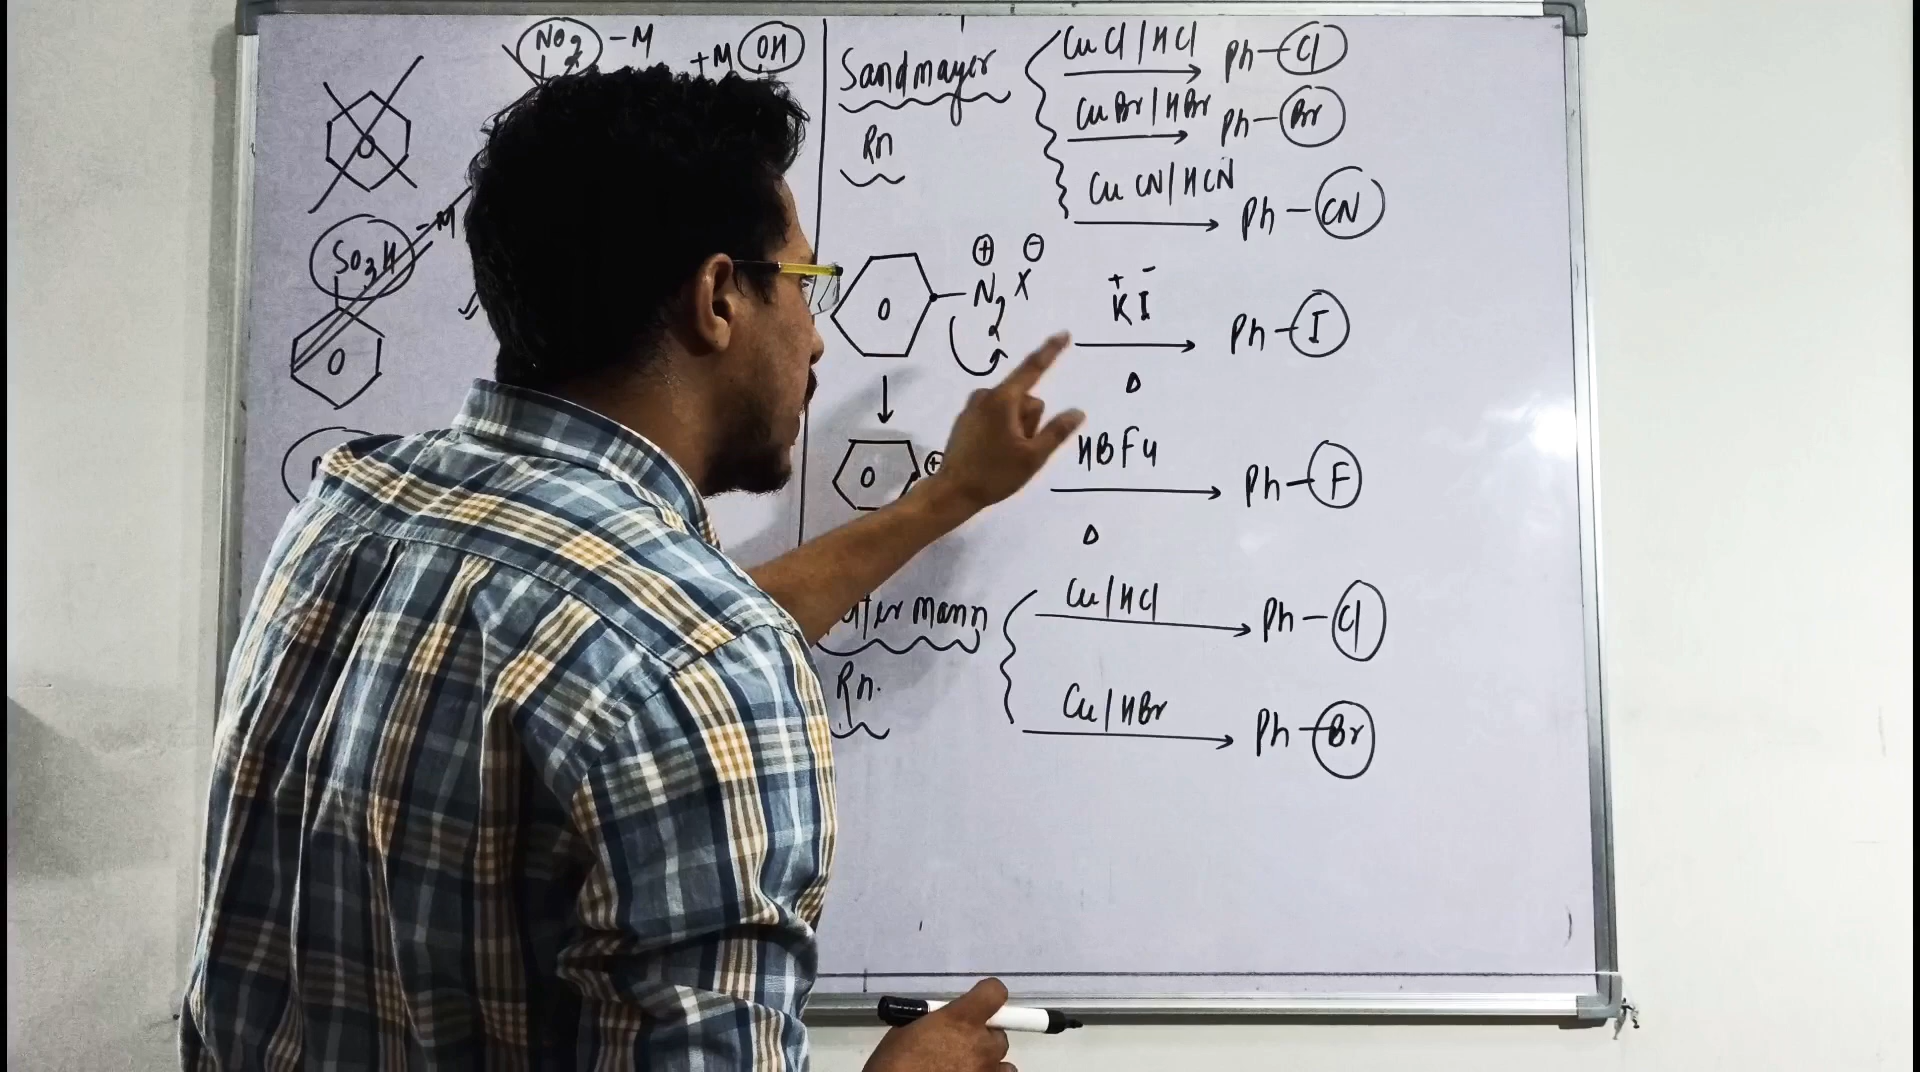 NO2 -M
+M OH
SO3H -M
Sandmayer
Rn
CuCl/HCl Ph-Cl
CuBr/HBr Ph-Br
CuCN/HCN Ph-CN
⊕ ⊖
N2 X
+ -
KI Ph-I
Δ
⊕
HBF4 Ph-F
Δ
Rn.
Cu/HCl Ph-Cl
Cu/HBr Ph-Br